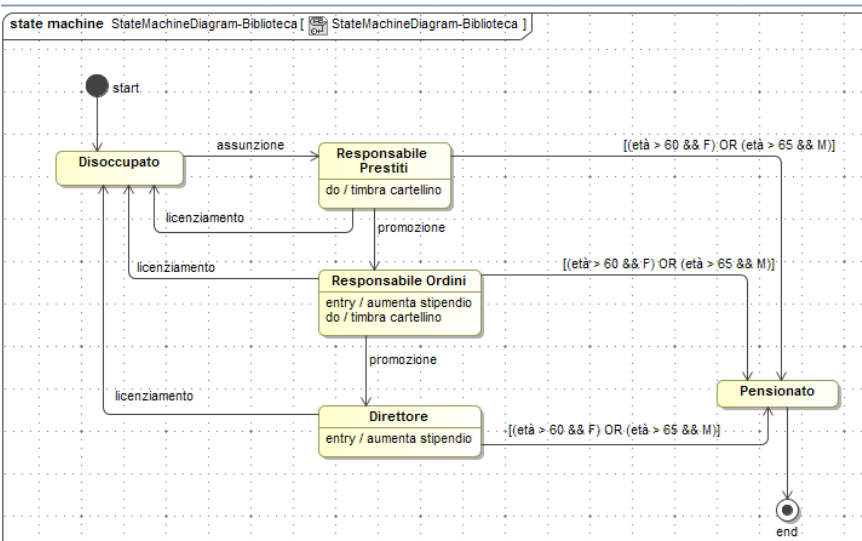 state machine StateMachineDiagram-Biblioteca [ StateMachineDiagram-Biblioteca ]
start
Disoccupato
assunzione
Responsabile
Prestiti
do / timbra cartellino
[(età > 60 && F) OR (età > 65 && M)]
licenziamento
promozione
licenziamento
Responsabile Ordini
entry / aumenta stipendio
do / timbra cartellino
[(età > 60 && F) OR (età > 65 && M)]
promozione
licenziamento
Direttore
entry / aumenta stipendio
[(età > 60 && F) OR (età > 65 && M)]
Pensionato
end